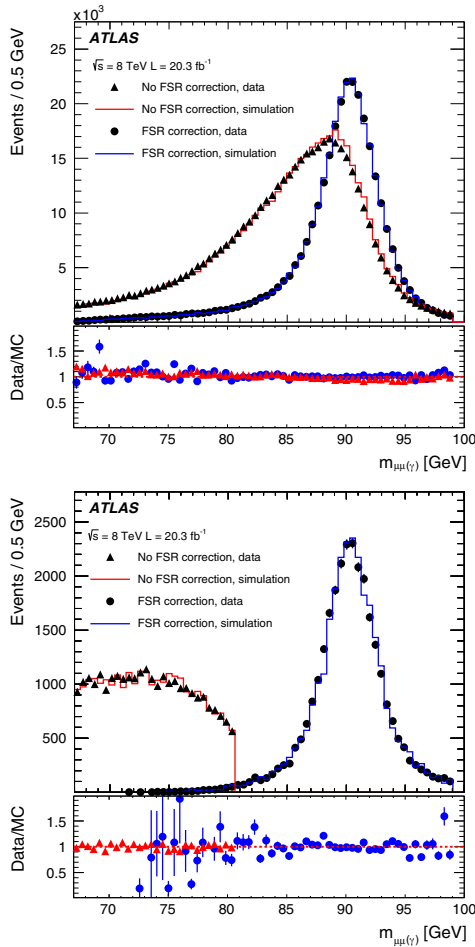 ×10³
ATLAS
√s = 8 TeV L = 20.3 fb⁻¹
No FSR correction, data
No FSR correction, simulation
FSR correction, data
FSR correction, simulation
Events / 0.5 GeV
25
20
15
10
5
Data/MC
1.5
1
0.5
70 75 80 85 90 95 100
m_μμ(γ) [GeV]
ATLAS
√s = 8 TeV L = 20.3 fb⁻¹
No FSR correction, data
No FSR correction, simulation
FSR correction, data
FSR correction, simulation
Events / 0.5 GeV
2500
2000
1500
1000
500
Data/MC
1.5
1
0.5
70 75 80 85 90 95 100
m_μμ(γ) [GeV]